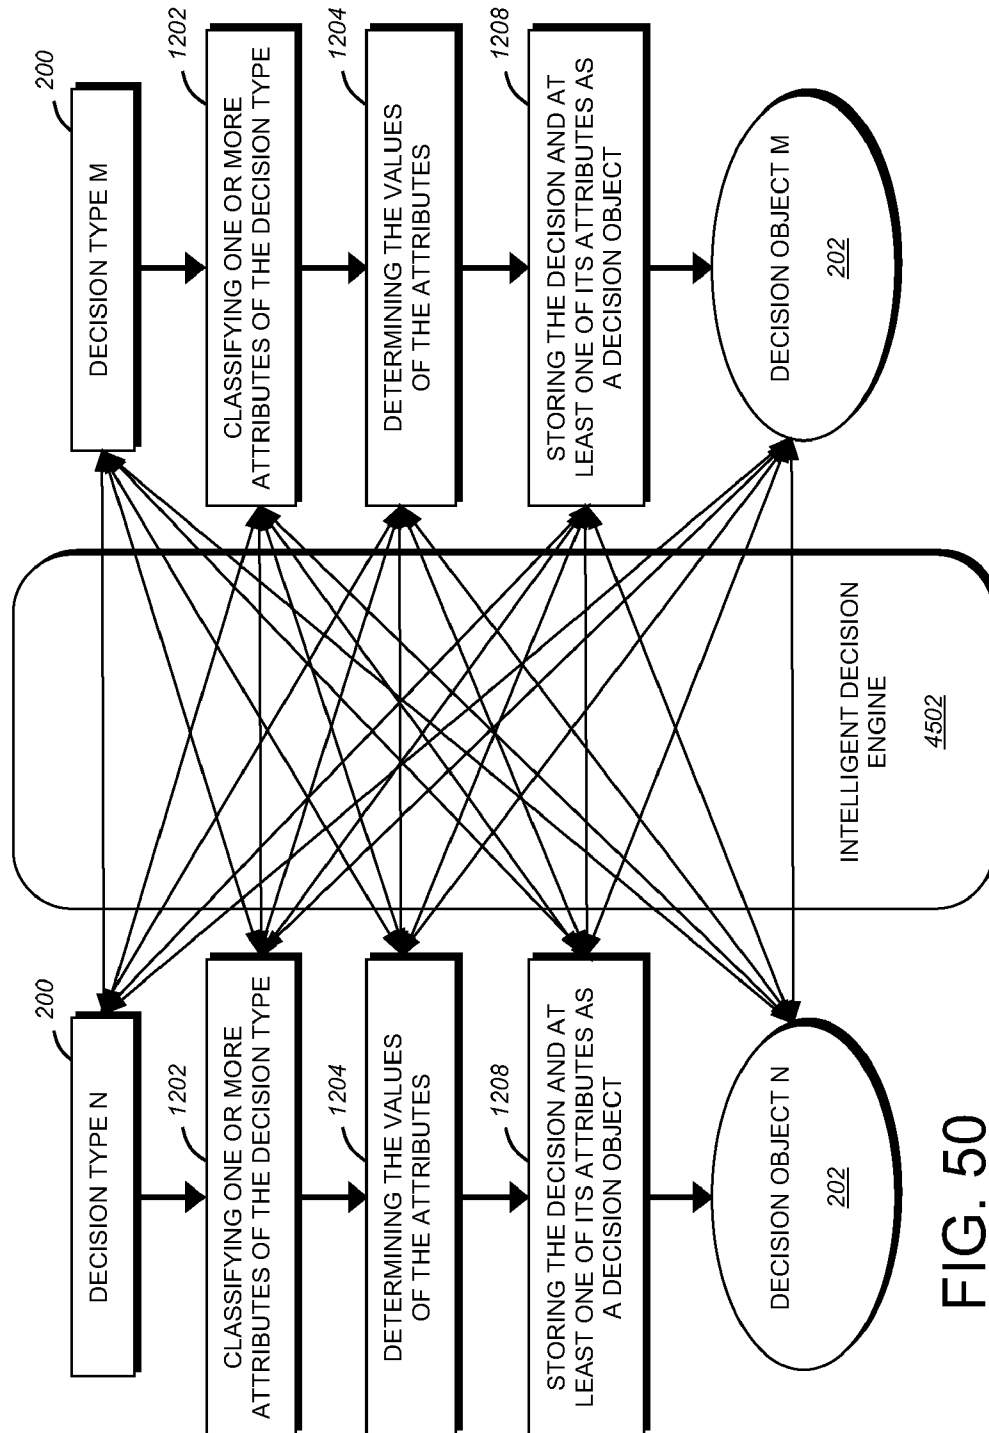 200
DECISION TYPE N
1202
CLASSIFYING ONE OR MORE
ATTRIBUTES OF THE DECISION TYPE
1204
DETERMINING THE VALUES
OF THE ATTRIBUTES
1208
STORING THE DECISION AND AT
LEAST ONE OF ITS ATTRIBUTES AS
A DECISION OBJECT
DECISION OBJECT N
202
INTELLIGENT DECISION
ENGINE
4502
200
DECISION TYPE M
1202
CLASSIFYING ONE OR MORE
ATTRIBUTES OF THE DECISION TYPE
1204
DETERMINING THE VALUES
OF THE ATTRIBUTES
1208
STORING THE DECISION AND AT
LEAST ONE OF ITS ATTRIBUTES AS
A DECISION OBJECT
DECISION OBJECT M
202
FIG. 50